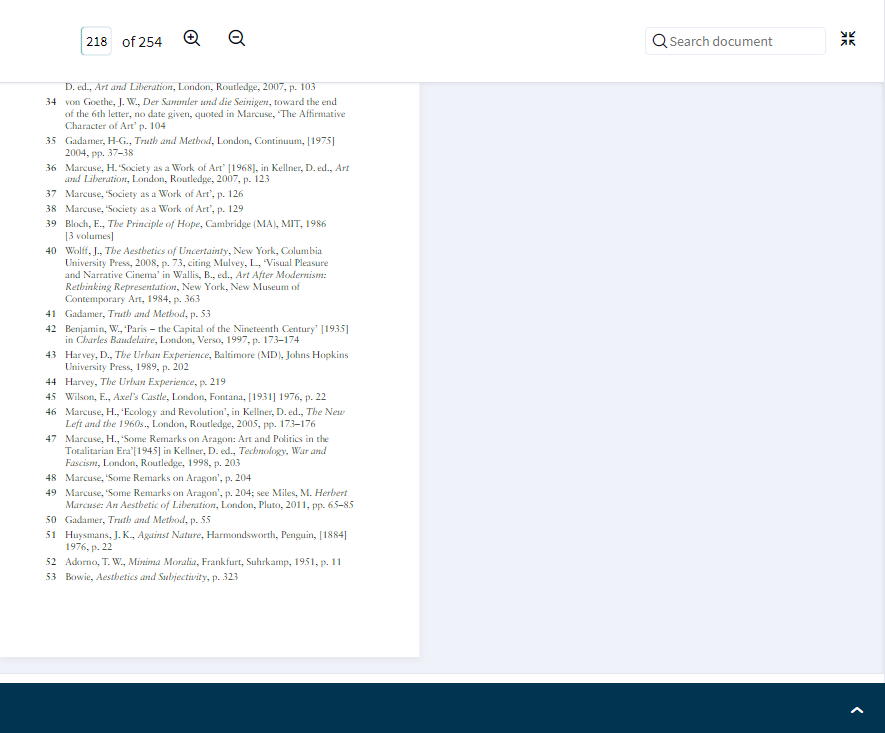 218 of 254
Search document
D. ed., Art and Liberation, London, Routledge, 2007, p. 103
34 von Goethe, J. W., Der Sammler und die Seinigen, toward the end
of the 6th letter, no date given, quoted in Marcuse, ‘The Affirmative
Character of Art’ p. 104
35 Gadamer, H-G., Truth and Method, London, Continuum, [1975]
2004, pp. 37–38
36 Marcuse, H. ‘Society as a Work of Art’ [1968], in Kellner, D. ed., Art
and Liberation, London, Routledge, 2007, p. 123
37 Marcuse, ‘Society as a Work of Art’, p. 126
38 Marcuse, ‘Society as a Work of Art’, p. 129
39 Bloch, E., The Principle of Hope, Cambridge (MA), MIT, 1986
[3 volumes]
40 Wolff, J., The Aesthetics of Uncertainty, New York, Columbia
University Press, 2008, p. 73, citing Mulvey, L., ‘Visual Pleasure
and Narrative Cinema’ in Wallis, B., ed., Art After Modernism:
Rethinking Representation, New York, New Museum of
Contemporary Art, 1984, p. 363
41 Gadamer, Truth and Method, p. 53
42 Benjamin, W., ‘Paris – the Capital of the Nineteenth Century’ [1935]
in Charles Baudelaire, London, Verso, 1997, p. 173–174
43 Harvey, D., The Urban Experience, Baltimore (MD), Johns Hopkins
University Press, 1989, p. 202
44 Harvey, The Urban Experience, p. 219
45 Wilson, E., Axel’s Castle, London, Fontana, [1931] 1976, p. 22
46 Marcuse, H., ‘Ecology and Revolution’, in Kellner, D. ed., The New
Left and the 1960s., London, Routledge, 2005, pp. 173–176
47 Marcuse, H., ‘Some Remarks on Aragon: Art and Politics in the
Totalitarian Era’[1945] in Kellner, D. ed., Technology, War and
Fascism, London, Routledge, 1998, p. 203
48 Marcuse, ‘Some Remarks on Aragon’, p. 204
49 Marcuse, ‘Some Remarks on Aragon’, p. 204; see Miles, M. Herbert
Marcuse: An Aesthetic of Liberation, London, Pluto, 2011, pp. 65–85
50 Gadamer, Truth and Method, p. 55
51 Huysmans, J. K., Against Nature, Harmondsworth, Penguin, [1884]
1976, p. 22
52 Adorno, T. W., Minima Moralia, Frankfurt, Suhrkamp, 1951, p. 11
53 Bowie, Aesthetics and Subjectivity, p. 323